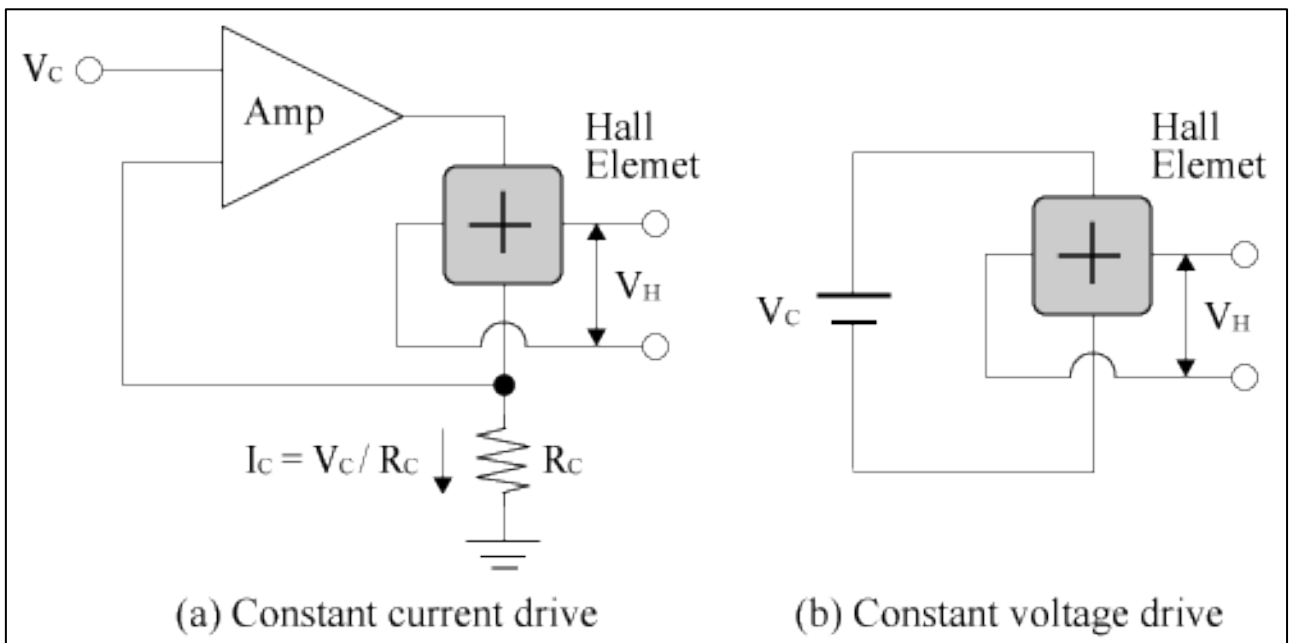 VC
Amp
Hall
Elemet
VH
IC = VC / RC
RC
(a) Constant current drive
Hall
Elemet
VC
VH
(b) Constant voltage drive